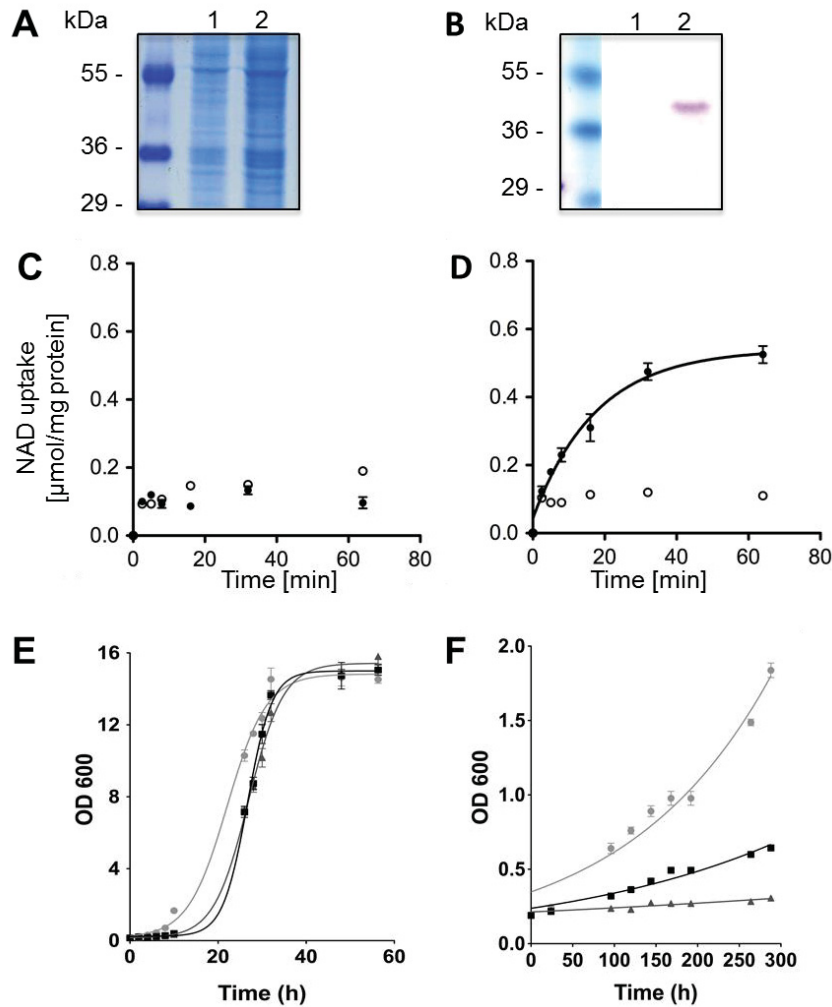 A
kDa 1 2
55 -
36 -
29 -
B
kDa 1 2
55 -
36 -
29 -
C
NAD uptake
[µmol/mg protein]
0.8
0.6
0.4
0.2
0.0
0 20 40 60 80
Time [min]
D
0.8
0.6
0.4
0.2
0.0
0 20 40 60 80
Time [min]
E
OD 600
16
12
8
4
0
0 20 40 60
Time (h)
F
OD 600
2.0
1.5
1.0
0.5
0.0
0 50 100 150 200 250 300
Time (h)